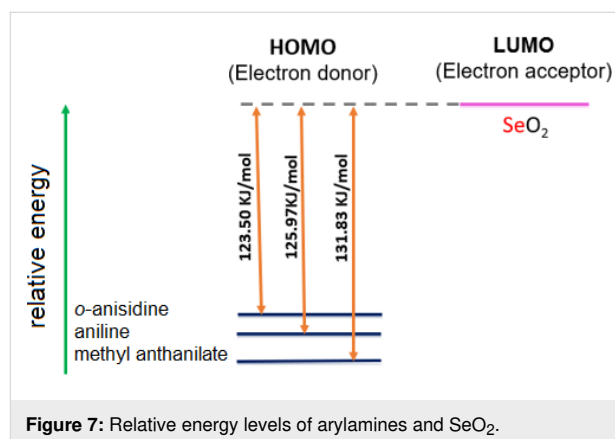 HOMO
(Electron donor)
LUMO
(Electron acceptor)
SeO₂
relative energy
123.50 KJ/mol
125.97KJ/mol
131.83 KJ/mol
o-anisidine
aniline
methyl anthanilate
Figure 7: Relative energy levels of arylamines and SeO₂.